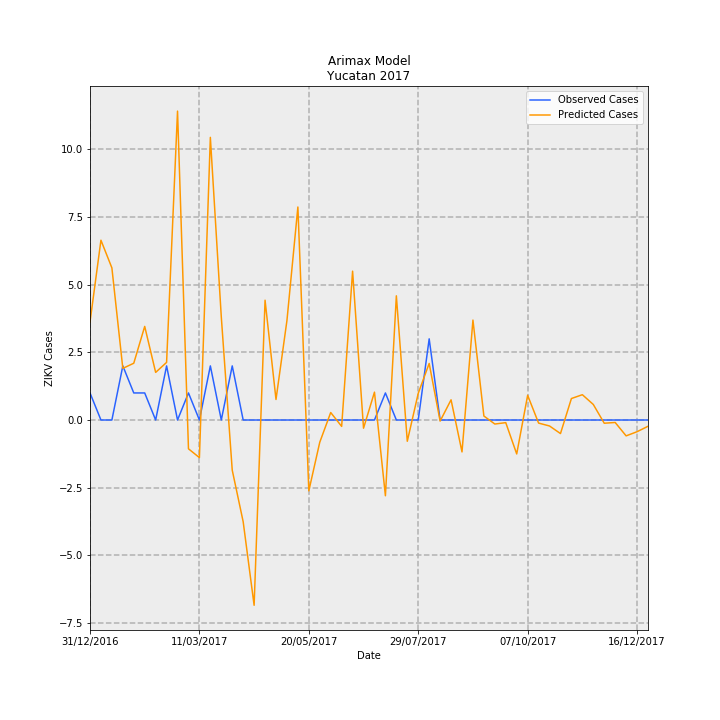 Arimax Model
Yucatan 2017
Observed Cases
Predicted Cases
ZIKV Cases
10.0
7.5
5.0
2.5
0.0
−2.5
−5.0
−7.5
31/12/2016 11/03/2017 20/05/2017 29/07/2017 07/10/2017 16/12/2017
Date